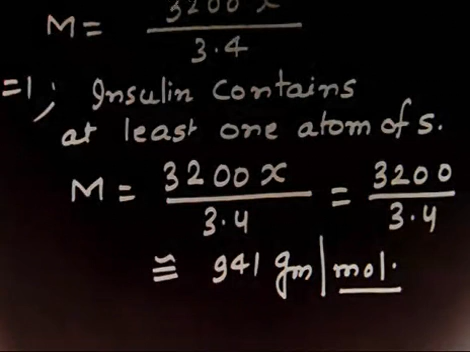 M = 3200 x / 3.4
=1; Insulin contains
at least one atom of s.
M = 3200x / 3.4 = 3200 / 3.4
≅ 941 gm/mol.